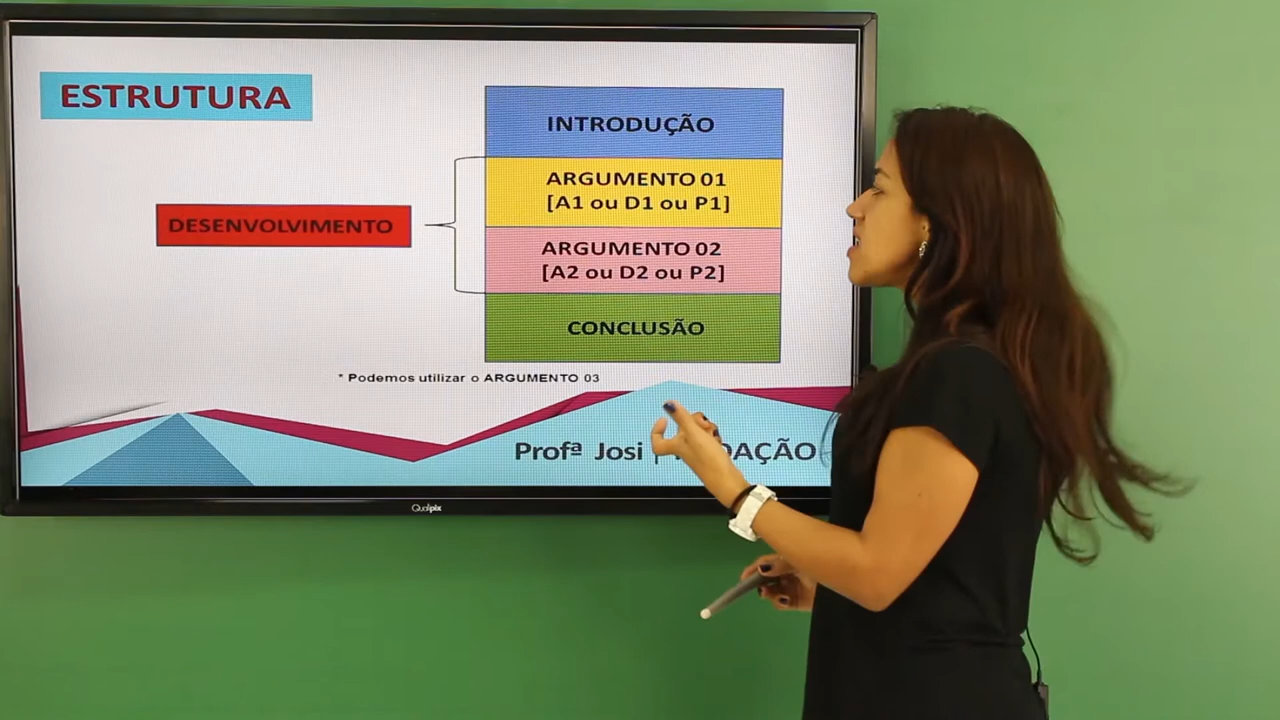 ESTRUTURA
INTRODUÇÃO
ARGUMENTO 01
[A1 ou D1 ou P1]
DESENVOLVIMENTO
ARGUMENTO 02
[A2 ou D2 ou P2]
CONCLUSÃO
* Podemos utilizar o ARGUMENTO 03
Profª Josi |
Qualpix